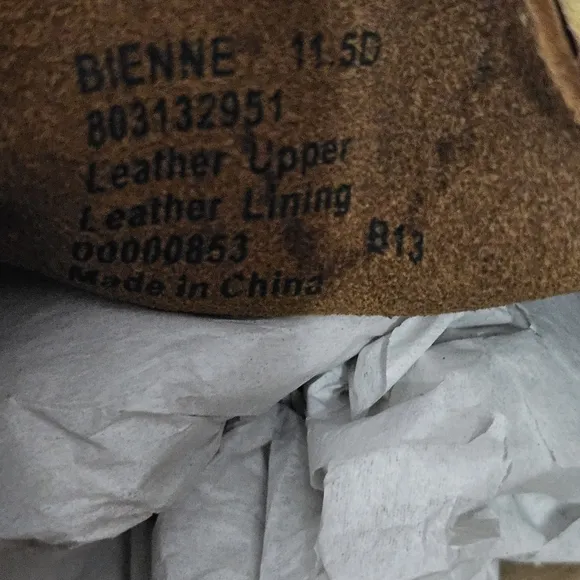 BIENNE 11.5D
803132951
Leather Upper
Leather Lining
00000853 B13
Made in China